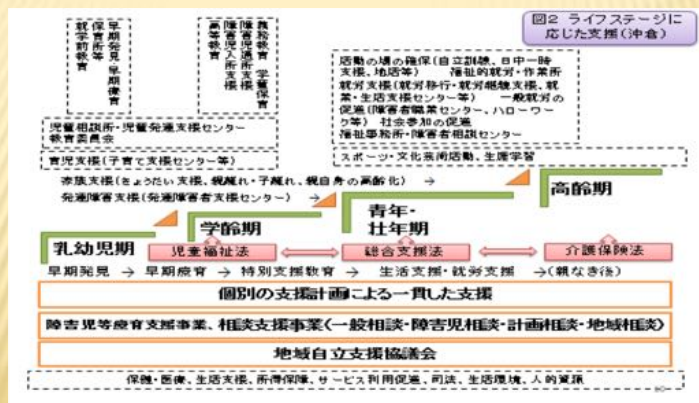 図2 ライフステージに
応じた支援(沖倉)
早期発見・早期療育
保育所等
就学前教育
義務教育 学童保育
障害児通所支援
障害児入所支援
高等教育
活動の場の確保(自立訓練、日中一時
支援、地活等) 福祉的就労・作業所
就労支援(就労移行・就労継続支援、就
業・生活支援センター等) 一般就労の
促進(障害者職業センター、ハローワー
ク等) 社会参加の促進
福祉事務所・障害者相談センター
児童相談所・児童発達支援センター
教育委員会
育児支援(子育て支援センター等)
スポーツ・文化芸術活動、生涯学習
家族支援(きょうだい支援、親離れ・子離れ、親自身の高齢化) →
発達障害支援(発達障害者支援センター) →
乳幼児期
学齢期
青年・
壮年期
高齢期
児童福祉法
総合支援法
介護保険法
早期発見 → 早期療育 → 特別支援教育 → 生活支援・就労支援 →(親なき後)
個別の支援計画による一貫した支援
障害児等療育支援事業、相談支援事業(一般相談・障害児相談・計画相談・地域相談)
地域自立支援協議会
保健・医療、生活支援、所得保障、サービス利用促進、司法、生活環境、人的資源